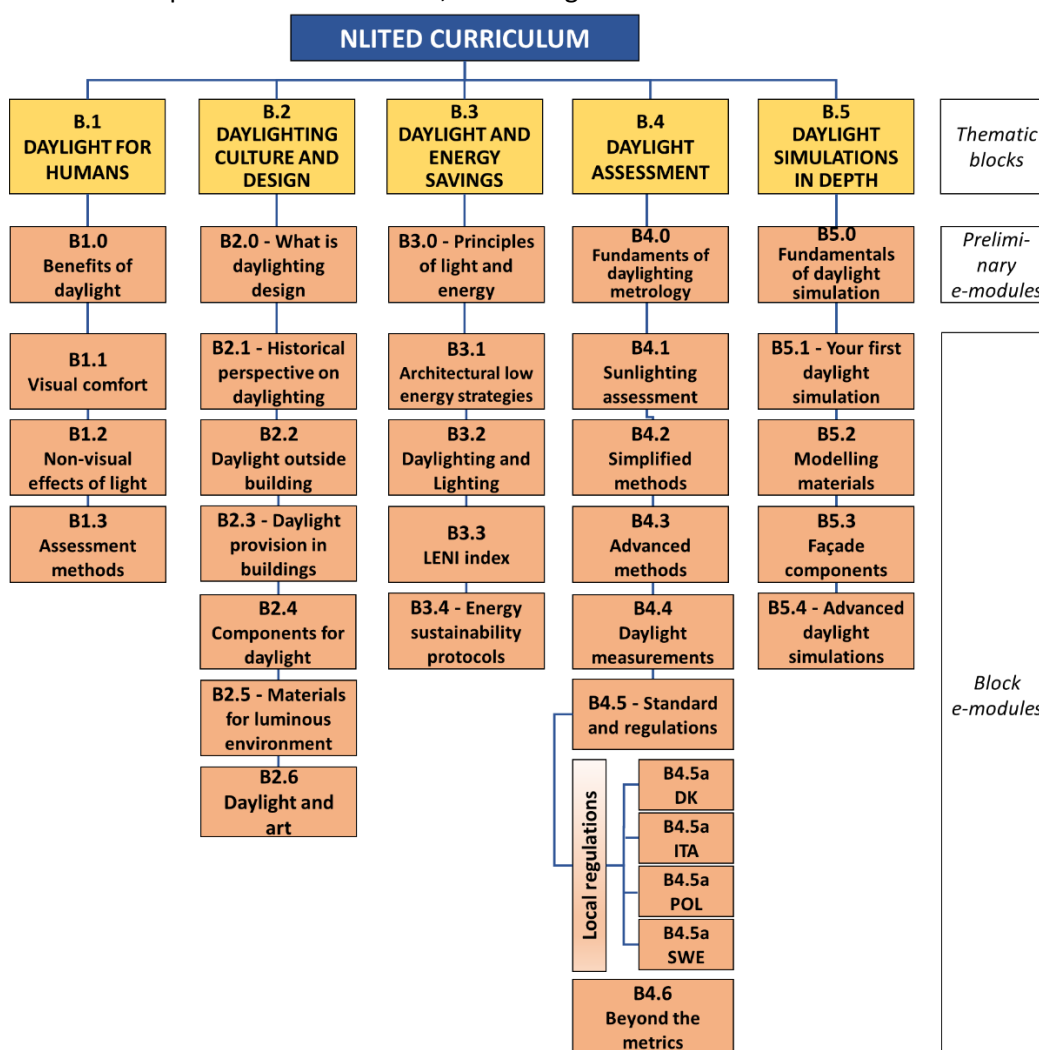 NLITED CURRICULUM
B.1
DAYLIGHT FOR
HUMANS
B.2
DAYLIGHTING
CULTURE AND
DESIGN
B.3
DAYLIGHT AND
ENERGY
SAVINGS
B.4
DAYLIGHT
ASSESSMENT
B.5
DAYLIGHT
SIMULATIONS
IN DEPTH
Thematic
blocks
B1.0
Benefits of
daylight
B2.0 - What is
daylighting
design
B3.0 - Principles
of light and
energy
B4.0
Fundaments of
daylighting
metrology
B5.0
Fundamentals
of daylight
simulation
Prelimi-
nary
e-modules
B1.1
Visual comfort
B1.2
Non-visual
effects of light
B1.3
Assessment
methods
B2.1 - Historical
perspective on
daylighting
B2.2
Daylight outside
building
B2.3 - Daylight
provision in
buildings
B2.4
Components for
daylight
B2.5 - Materials
for luminous
environment
B2.6
Daylight and
art
B3.1
Architectural low
energy strategies
B3.2
Daylighting and
Lighting
B3.3
LENI index
B3.4 - Energy
sustainability
protocols
B4.1
Sunlighting
assessment
B4.2
Simplified
methods
B4.3
Advanced
methods
B4.4
Daylight
measurements
B4.5 - Standard
and regulations
Local regulations
B4.5a
DK
B4.5a
ITA
B4.5a
POL
B4.5a
SWE
B4.6
Beyond the
metrics
B5.1 - Your first
daylight
simulation
B5.2
Modelling
materials
B5.3
Façade
components
B5.4 - Advanced
daylight
simulations
Block
e-modules